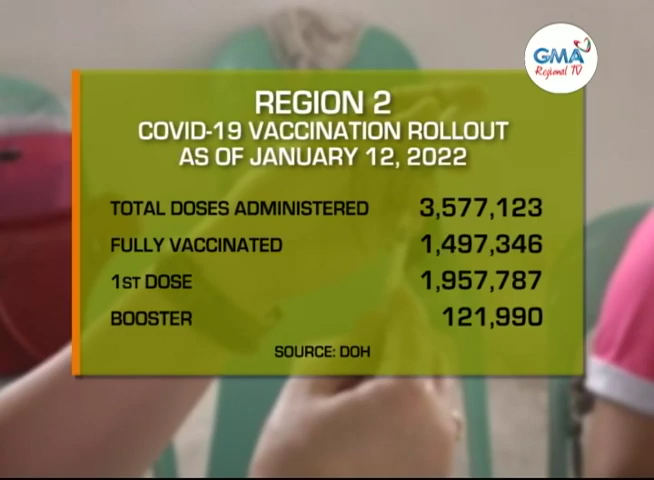 GMA
Regional TV
REGION 2
COVID-19 VACCINATION ROLLOUT
AS OF JANUARY 12, 2022
TOTAL DOSES ADMINISTERED 3,577,123
FULLY VACCINATED 1,497,346
1ST DOSE 1,957,787
BOOSTER 121,990
SOURCE: DOH